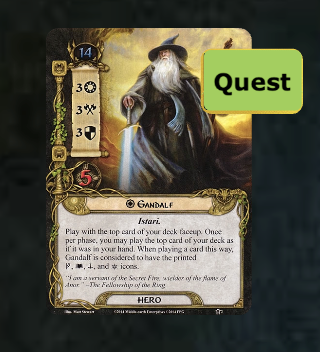 14
Quest
3
3
3
5
Gandalf
Istari.
Play with the top card of your deck faceup. Once
per phase, you may play the top card of your deck as
if it was in your hand. When playing a card this way,
Gandalf is considered to have the printed
, , , and icons.
"I am a servant of the Secret Fire, wielder of the flame of
Anor." –The Fellowship of the Ring
HERO
Illus. Matt Stewart